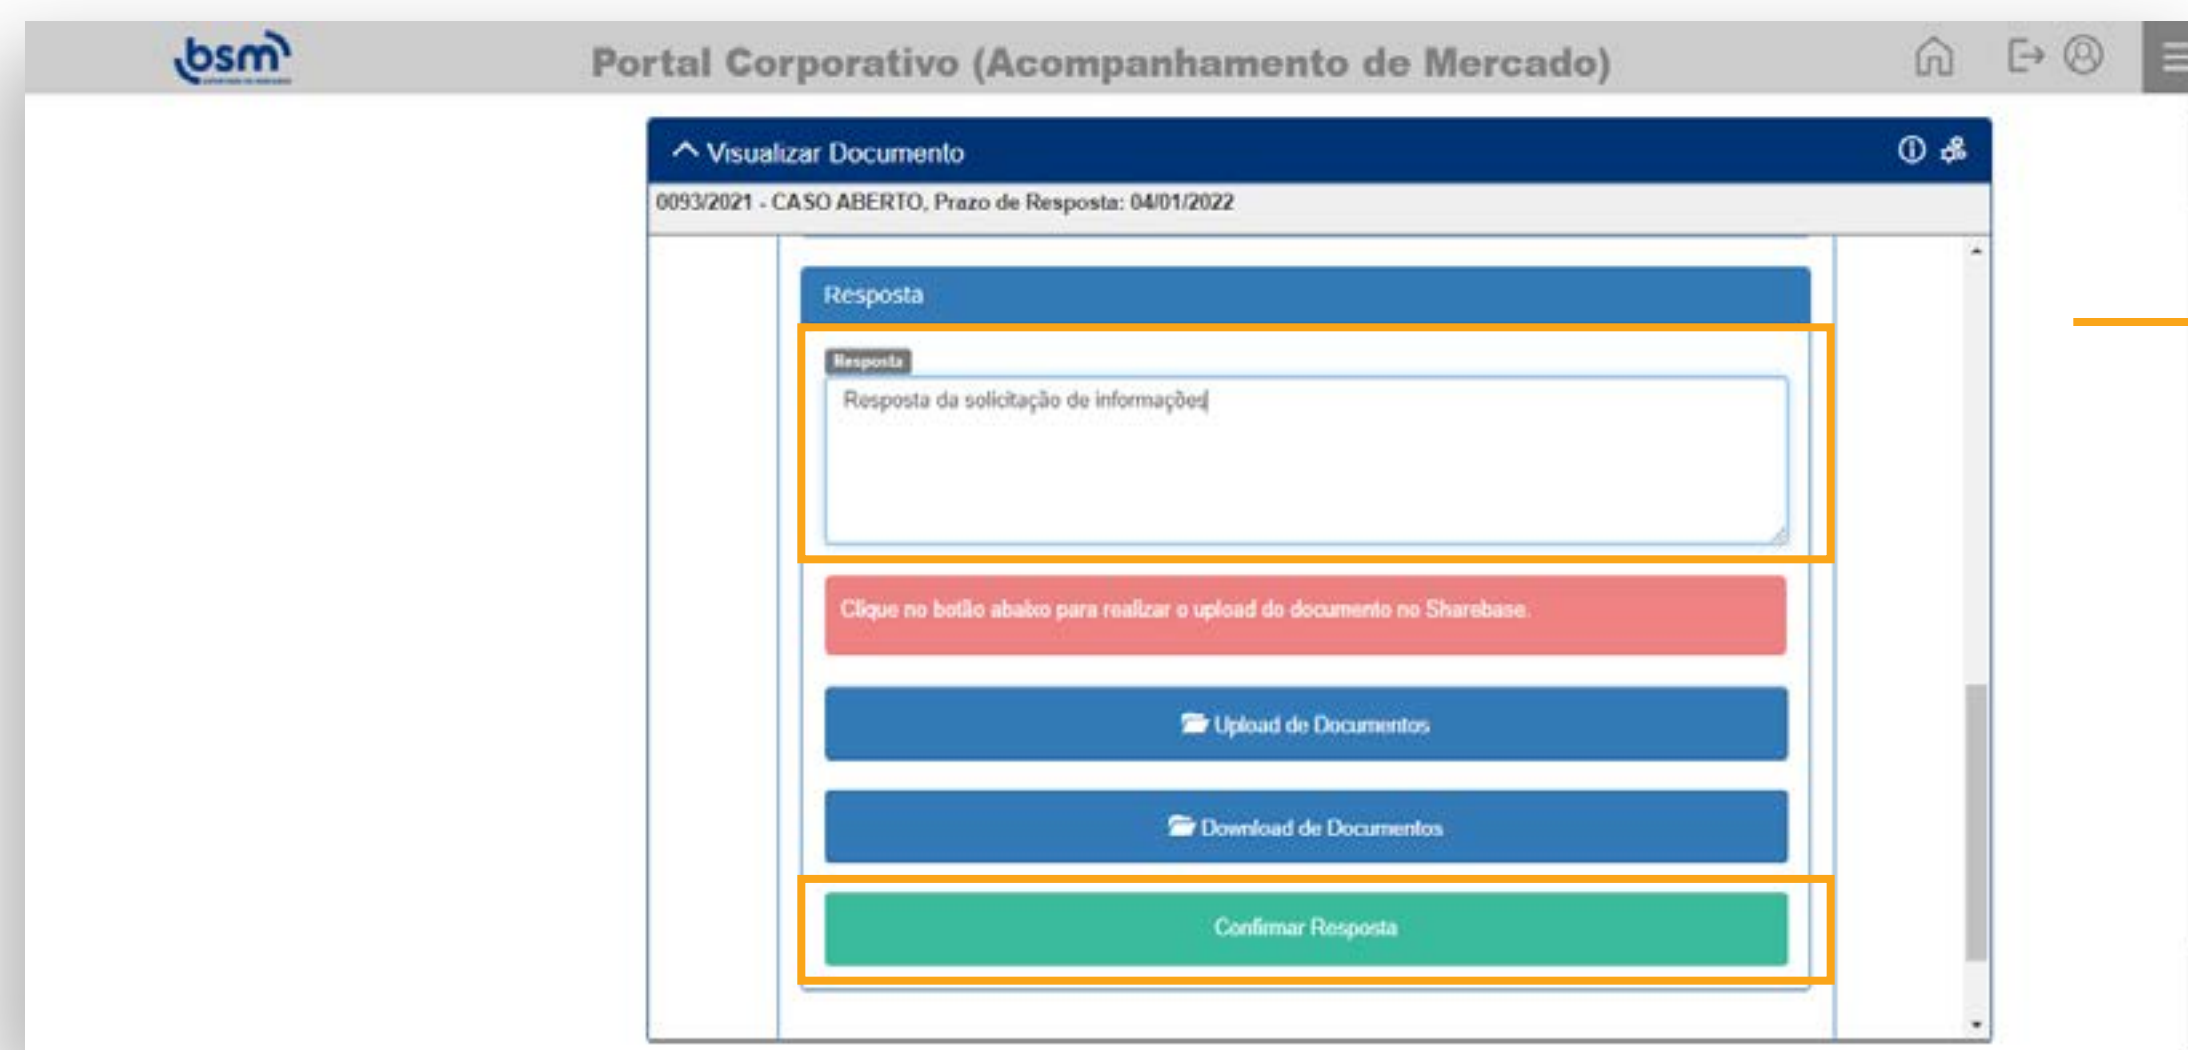 bsm
Portal Corporativo (Acompanhamento de Mercado)
Visualizar Documento
0093/2021 - CASO ABERTO, Prazo de Resposta: 04/01/2022
Resposta
Resposta
Resposta da solicitação de informações
Clique no botão abaixo para realizar o upload do documento no Sharebase.
Upload de Documentos
Download de Documentos
Confirmar Resposta